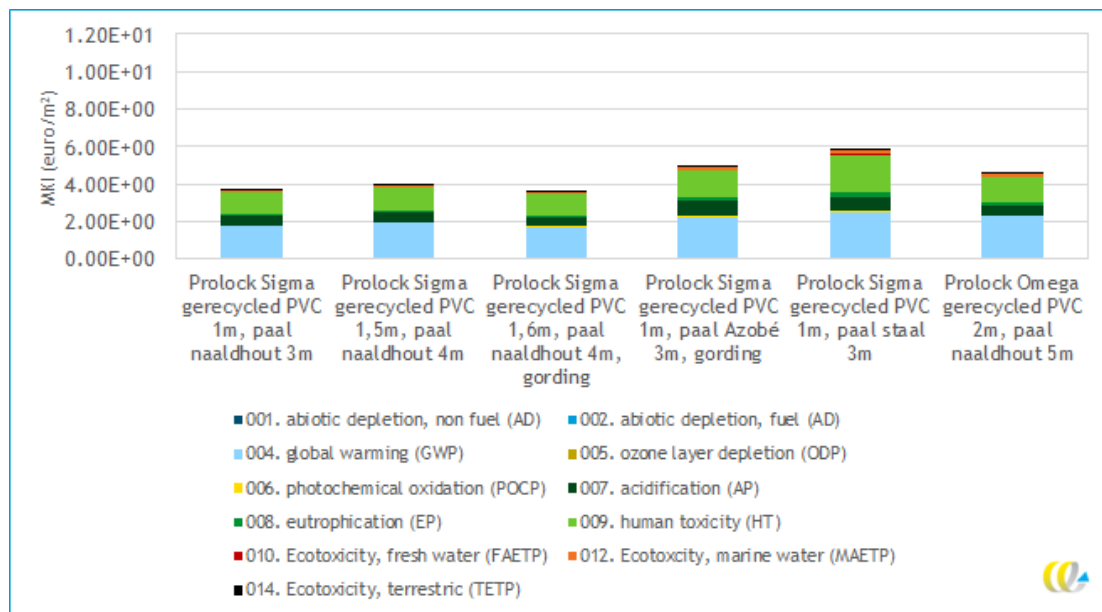 1.20E+01
1.00E+01
8.00E+00
6.00E+00
4.00E+00
2.00E+00
0.00E+00
MKI (euro/m²)
Prolock Sigma gerecycled PVC 1m, paal naaldhout 3m
Prolock Sigma gerecycled PVC 1,5m, paal naaldhout 4m
Prolock Sigma gerecycled PVC 1,6m, paal naaldhout 4m, gording
Prolock Sigma gerecycled PVC 1m, paal Azobé 3m, gording
Prolock Sigma gerecycled PVC 1m, paal staal 3m
Prolock Omega gerecycled PVC 2m, paal naaldhout 5m
001. abiotic depletion, non fuel (AD)
002. abiotic depletion, fuel (AD)
004. global warming (GWP)
005. ozone layer depletion (ODP)
006. photochemical oxidation (POCP)
007. acidification (AP)
008. eutrophication (EP)
009. human toxicity (HT)
010. Ecotoxicity, fresh water (FAETP)
012. Ecotoxcity, marine water (MAETP)
014. Ecotoxicity, terrestric (TETP)